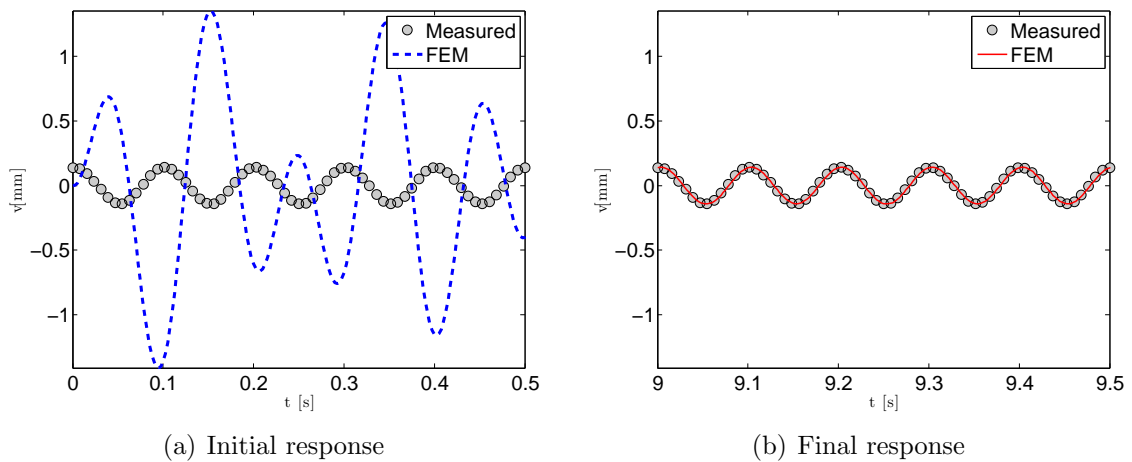 Measured
FEM
1
0.5
0
−0.5
−1
v[mm]
0
0.1
0.2
0.3
0.4
0.5
t [s]
(a) Initial response
Measured
FEM
1
0.5
0
−0.5
−1
v[mm]
9
9.1
9.2
9.3
9.4
9.5
t [s]
(b) Final response